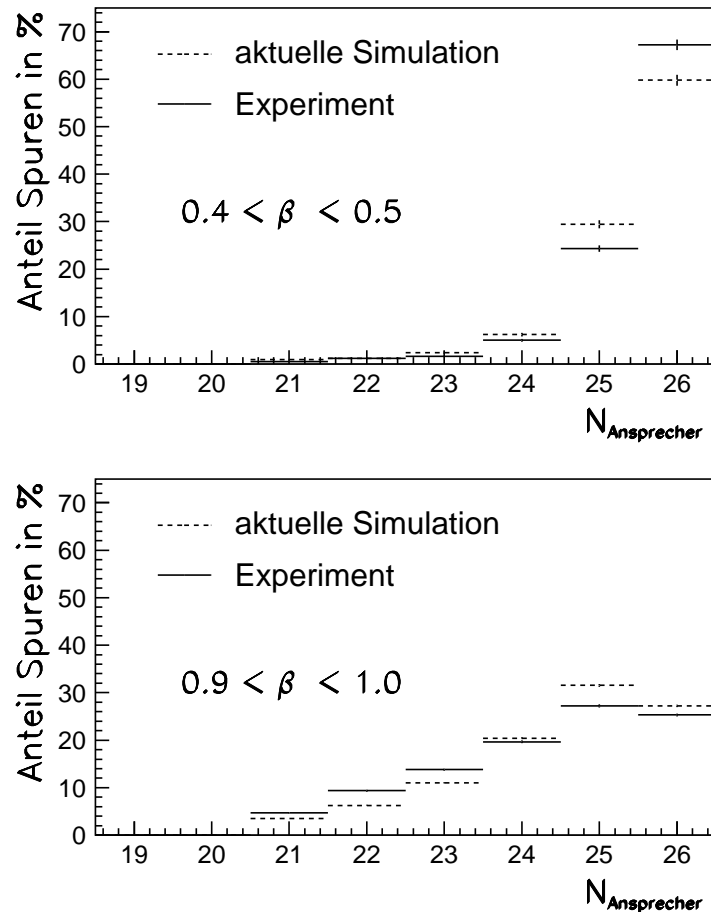 Anteil Spuren in %
70
60
50
40
30
20
10
0
aktuelle Simulation
Experiment
0.4 < β < 0.5
19 20 21 22 23 24 25 26
N Ansprecher
Anteil Spuren in %
70
60
50
40
30
20
10
0
aktuelle Simulation
Experiment
0.9 < β < 1.0
19 20 21 22 23 24 25 26
N Ansprecher